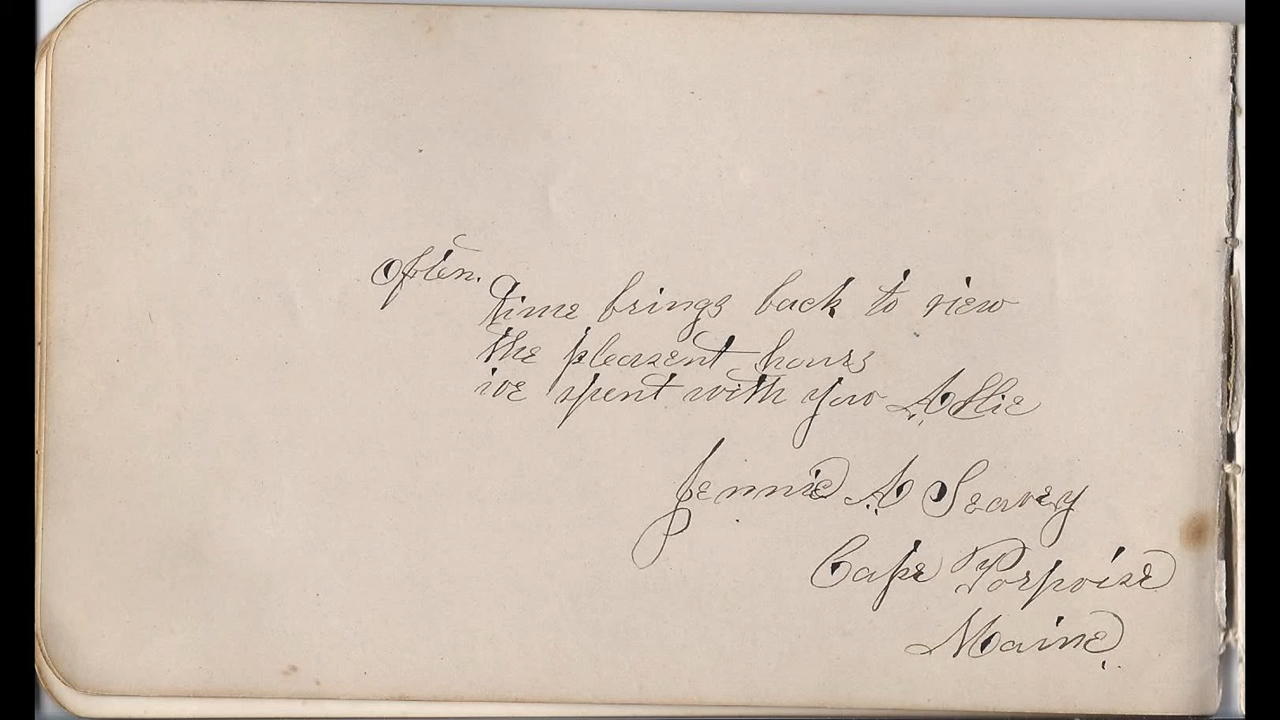 Often.
time brings back to view
the pleasent hours
ive spent with you Allie
Jennie A Seavey
Cape Porpoise
Maine